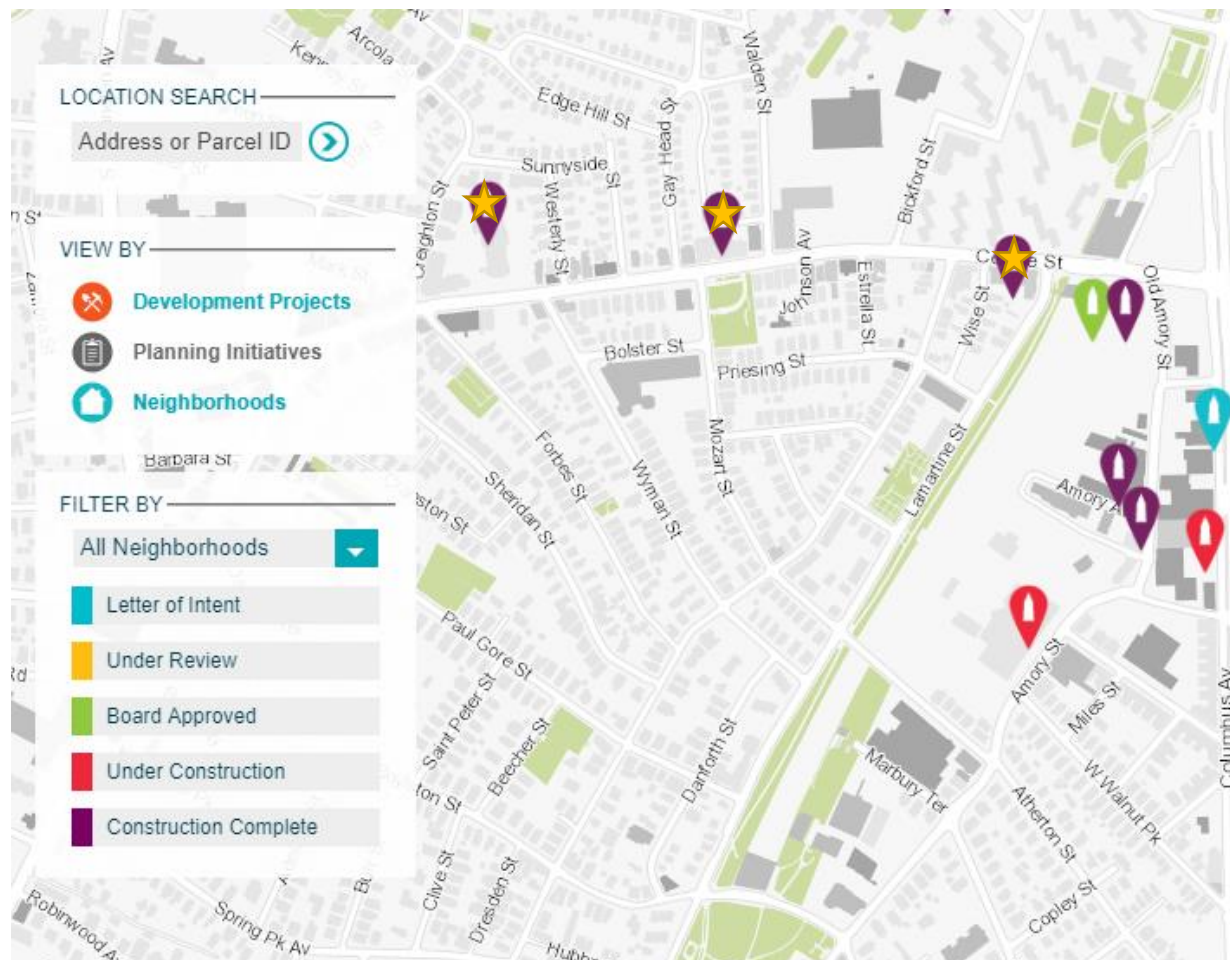 LOCATION SEARCH
Address or Parcel ID
VIEW BY
Development Projects
Planning Initiatives
Neighborhoods
FILTER BY
All Neighborhoods
Letter of Intent
Under Review
Board Approved
Under Construction
Construction Complete
Arcola
Walden St
Edge Hill St
Gay Head St
Sunnyside St
Westerly St
Bickford St
Johnson Av
Estrella St
Wise St
Old Amory St
Bolster St
Priesing St
Barbara St
Forbes St
Sheridan St
Wyman St
Mozart St
Lamartine St
Paul Gore St
Saint Peter St
Beecher St
Danforth St
Amory St
Miles St
Columbus Av
Marbury Ter
W Walnut Pk
Atherton St
Copley St
Clive St
Dresden St
Spring Pk Av